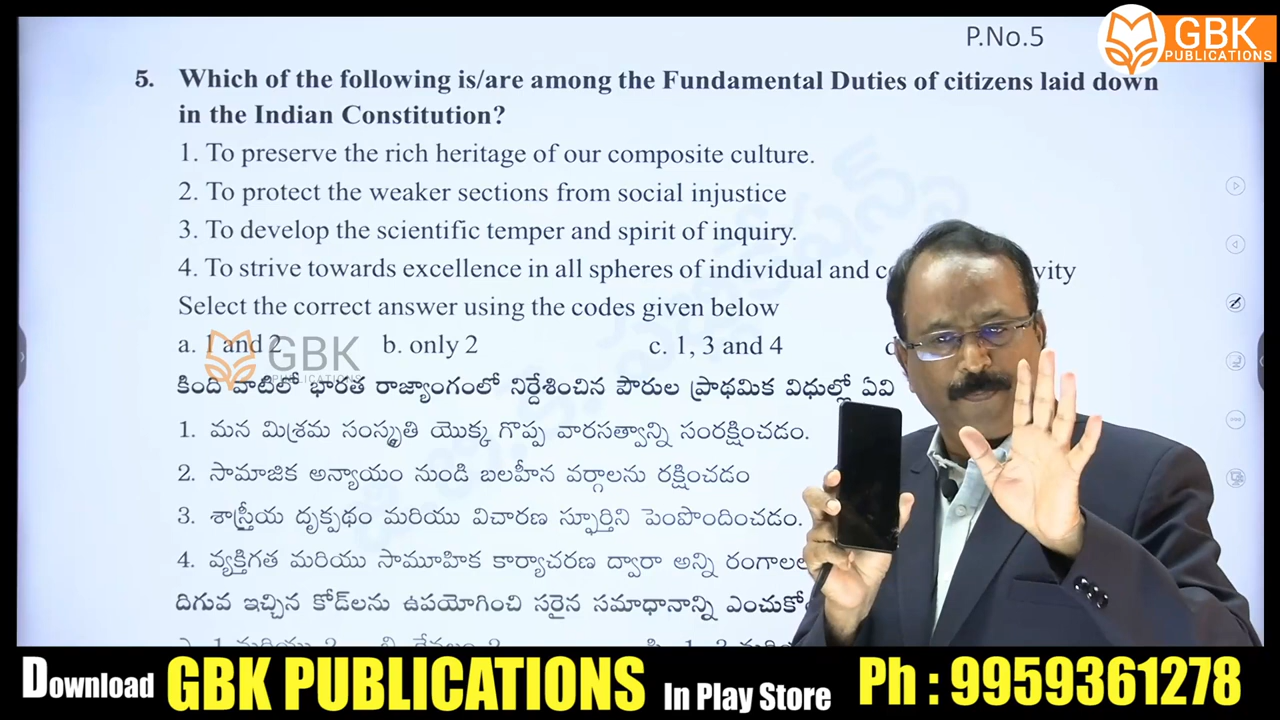 P.No.5
GBK
PUBLICATIONS
5. Which of the following is/are among the Fundamental Duties of citizens laid down
in the Indian Constitution?
1. To preserve the rich heritage of our composite culture.
2. To protect the weaker sections from social injustice
3. To develop the scientific temper and spirit of inquiry.
4. To strive towards excellence in all spheres of individual and
Select the correct answer using the codes given below
a. 1 and 2 b. only 2 c. 1, 3 and 4
GBK
PUBLICATIONS
కింది వాటిలో భారత రాజ్యాంగంలో నిర్దేశించిన పౌరుల ప్రాథమిక విధుల్లో ఏవి
1. మన మిశ్రమ సంస్కృతి యొక్క గొప్ప వారసత్వాన్ని సంరక్షించడం.
2. సామాజిక అన్యాయం నుండి బలహీన వర్గాలను రక్షించడం
3. శాస్త్రీయ దృక్పథం మరియు విచారణ స్ఫూర్తిని పెంపొందించడం.
4. వ్యక్తిగత మరియు సామూహిక కార్యాచరణ ద్వారా అన్ని
దిగువ ఇచ్చిన కోడ్‌లను ఉపయోగించి సరైన సమాధానాన్ని
Download GBK PUBLICATIONS In Play Store Ph : 9959361278